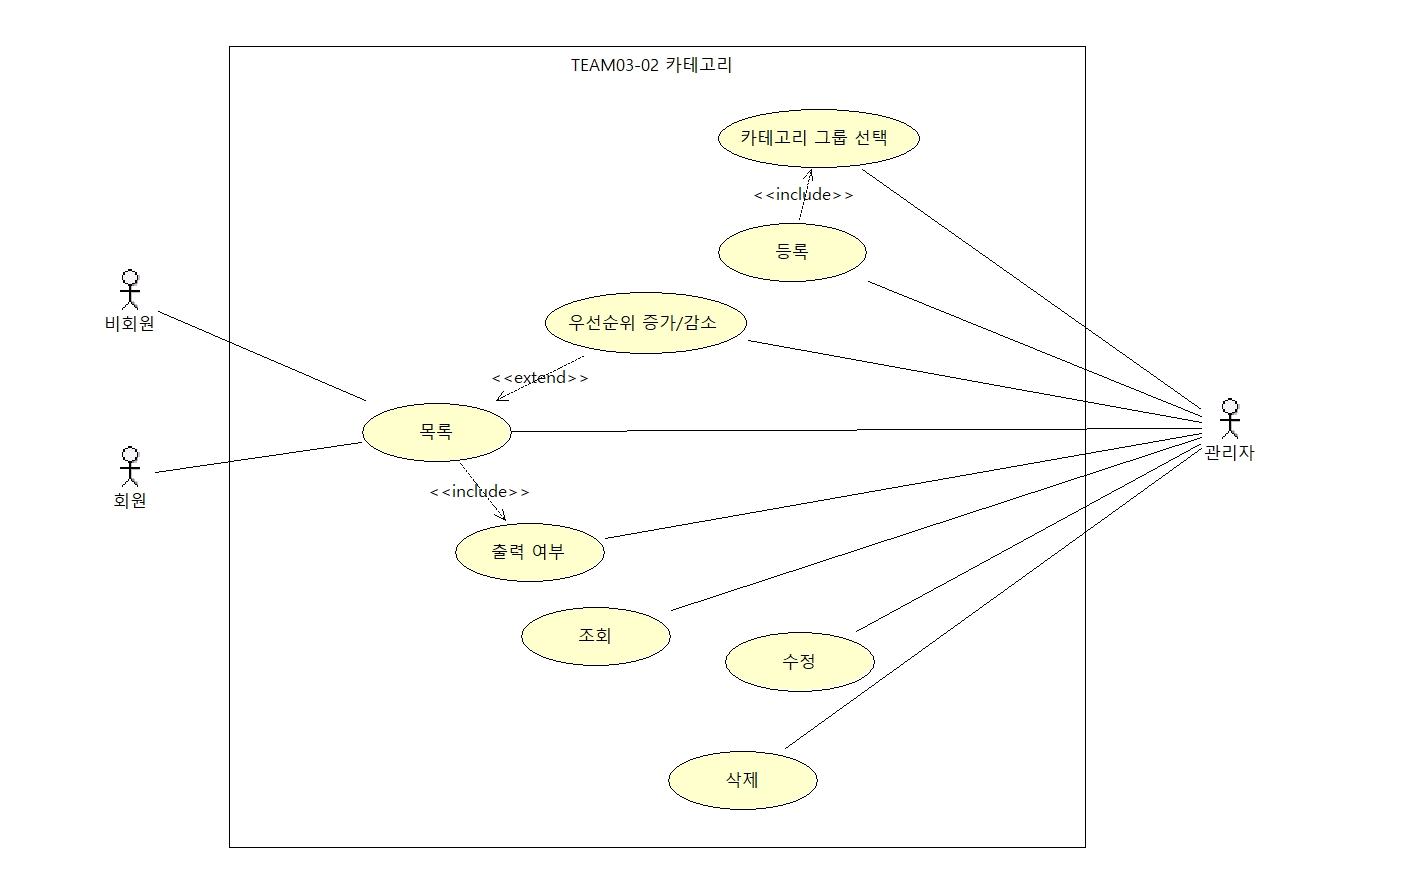 TEAM03-02 카테고리
카테고리 그룹 선택
<<include>>
등록
비회원
우선순위 증가/감소
<<extend>>
목록
관리자
회원
<<include>>
출력 여부
조회
수정
삭제